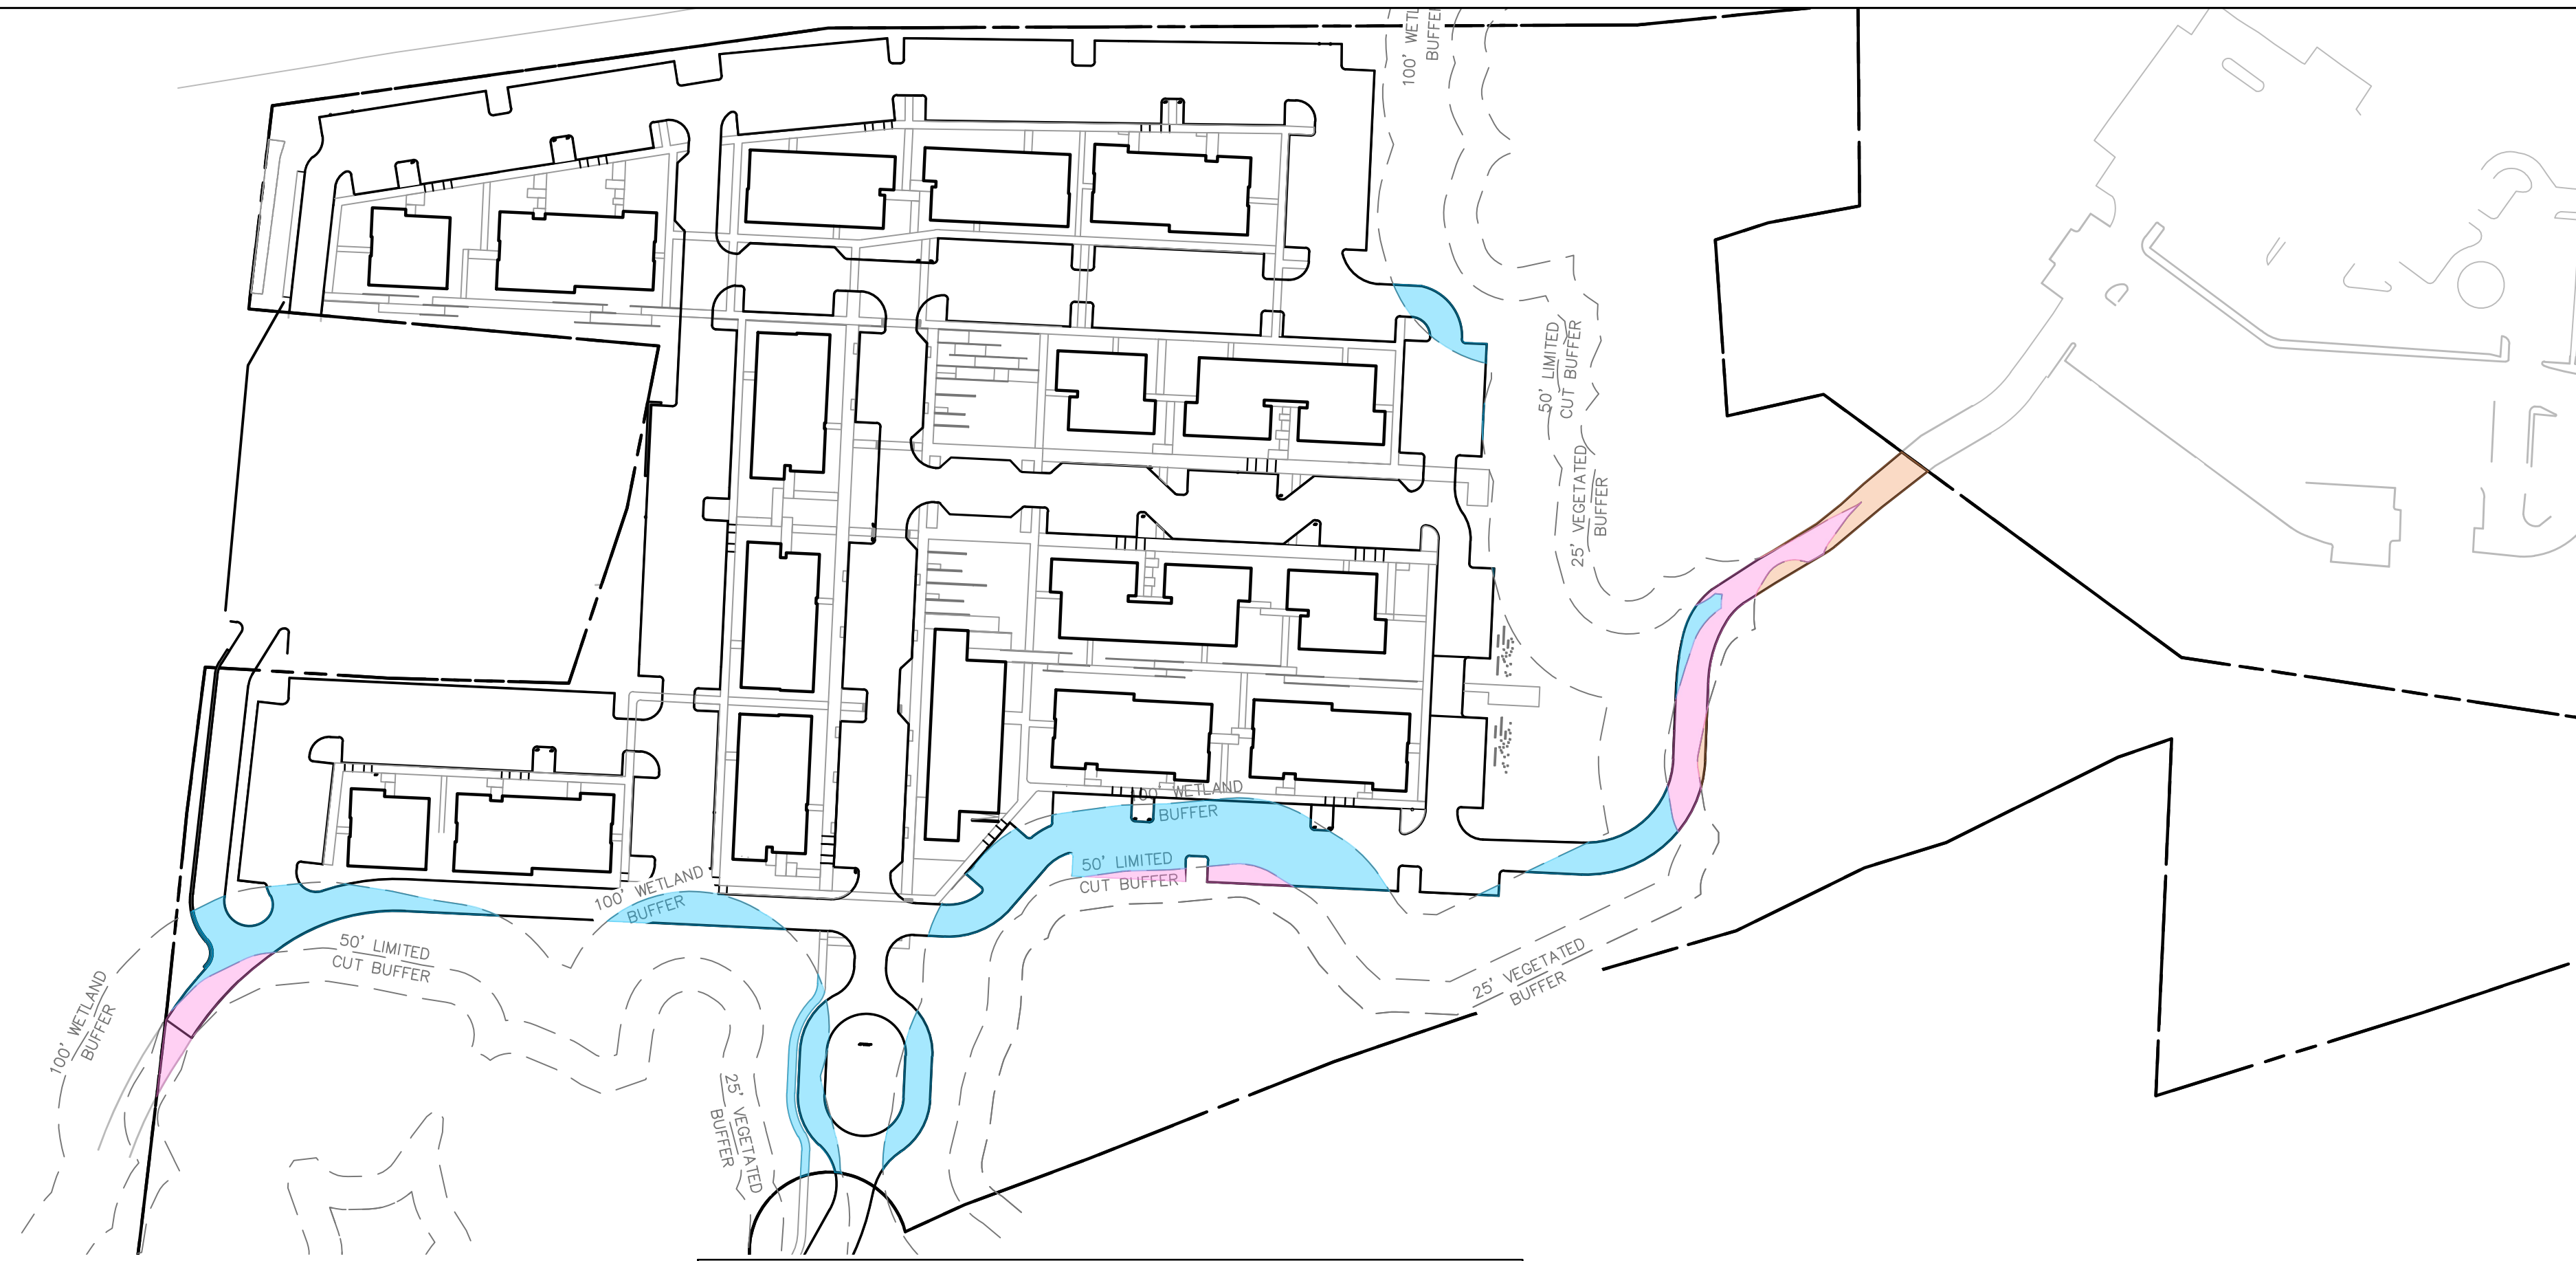 100' WETL
BUFFER
50' LIMITED
CUT BUFFER
25' VEGETATED
BUFFER
100' WETLAND
BUFFER
50' LIMITED
CUT BUFFER
100' WETLAND
BUFFER
50' LIMITED
CUT BUFFER
25' VEGETATED
BUFFER
100' WETLAND
BUFFER
25' VEGETATED
BUFFER